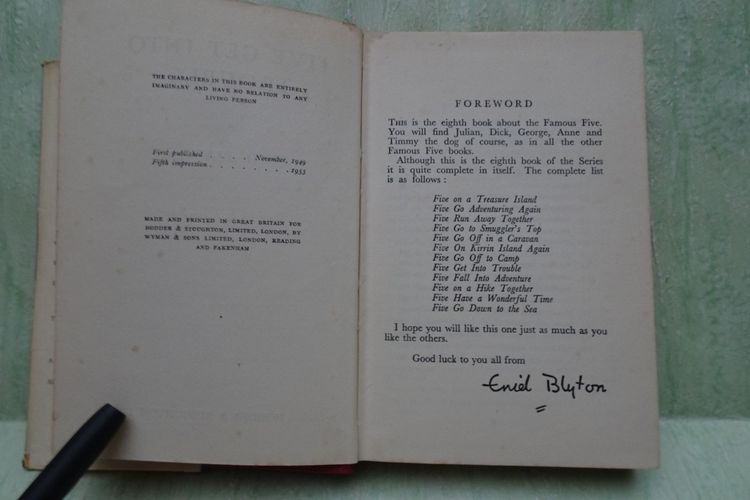 THE CHARACTERS IN THIS BOOK ARE ENTIRELY
IMAGINARY AND HAVE NO RELATION TO ANY
LIVING PERSON
First published . . . . November, 1949
Fifth impression . . . . . . . . 1953
MADE AND PRINTED IN GREAT BRITAIN FOR
HODDER & STOUGHTON, LIMITED, LONDON, BY
WYMAN & SONS LIMITED, LONDON, READING
AND FAKENHAM
FOREWORD
THIS is the eighth book about the Famous Five.
You will find Julian, Dick, George, Anne and
Timmy the dog of course, as in all the other
Famous Five books.
Although this is the eighth book of the Series
it is quite complete in itself. The complete list
is as follows :
Five on a Treasure Island
Five Go Adventuring Again
Five Run Away Together
Five Go to Smuggler's Top
Five Go Off in a Caravan
Five On Kirrin Island Again
Five Go Off to Camp
Five Get Into Trouble
Five Fall Into Adventure
Five on a Hike Together
Five Have a Wonderful Time
Five Go Down to the Sea
I hope you will like this one just as much as you
like the others.
Good luck to you all from
Enid Blyton